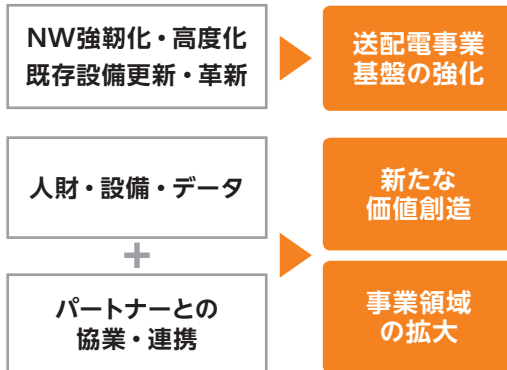 NW強靭化・高度化
既存設備更新・革新
送配電事業
基盤の強化
人財・設備・データ
+
パートナーとの
協業・連携
新たな
価値創造
事業領域
の拡大